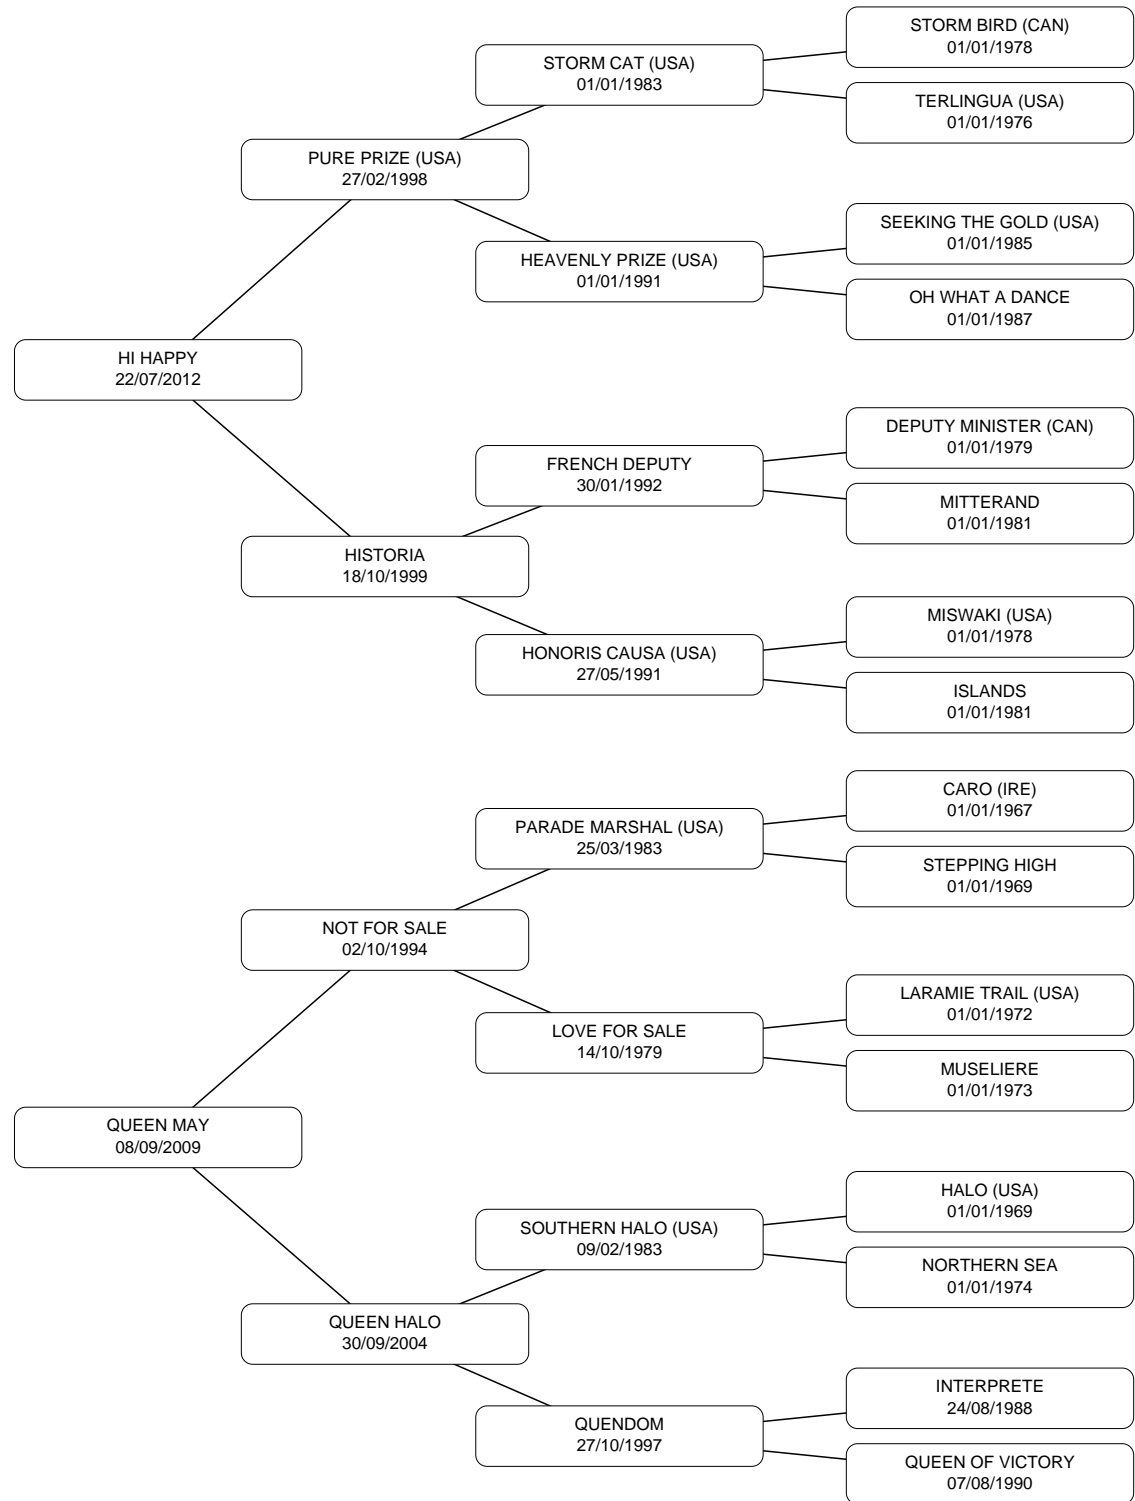 STORM BIRD (CAN)
01/01/1978
STORM CAT (USA)
01/01/1983
TERLINGUA (USA)
01/01/1976
PURE PRIZE (USA)
27/02/1998
SEEKING THE GOLD (USA)
01/01/1985
HEAVENLY PRIZE (USA)
01/01/1991
OH WHAT A DANCE
01/01/1987
HI HAPPY
22/07/2012
DEPUTY MINISTER (CAN)
01/01/1979
FRENCH DEPUTY
30/01/1992
MITTERAND
01/01/1981
HISTORIA
18/10/1999
MISWAKI (USA)
01/01/1978
HONORIS CAUSA (USA)
27/05/1991
ISLANDS
01/01/1981
CARO (IRE)
01/01/1967
PARADE MARSHAL (USA)
25/03/1983
STEPPING HIGH
01/01/1969
NOT FOR SALE
02/10/1994
LARAMIE TRAIL (USA)
01/01/1972
LOVE FOR SALE
14/10/1979
MUSELIERE
01/01/1973
QUEEN MAY
08/09/2009
HALO (USA)
01/01/1969
SOUTHERN HALO (USA)
09/02/1983
NORTHERN SEA
01/01/1974
QUEEN HALO
30/09/2004
INTERPRETE
24/08/1988
QUENDOM
27/10/1997
QUEEN OF VICTORY
07/08/1990